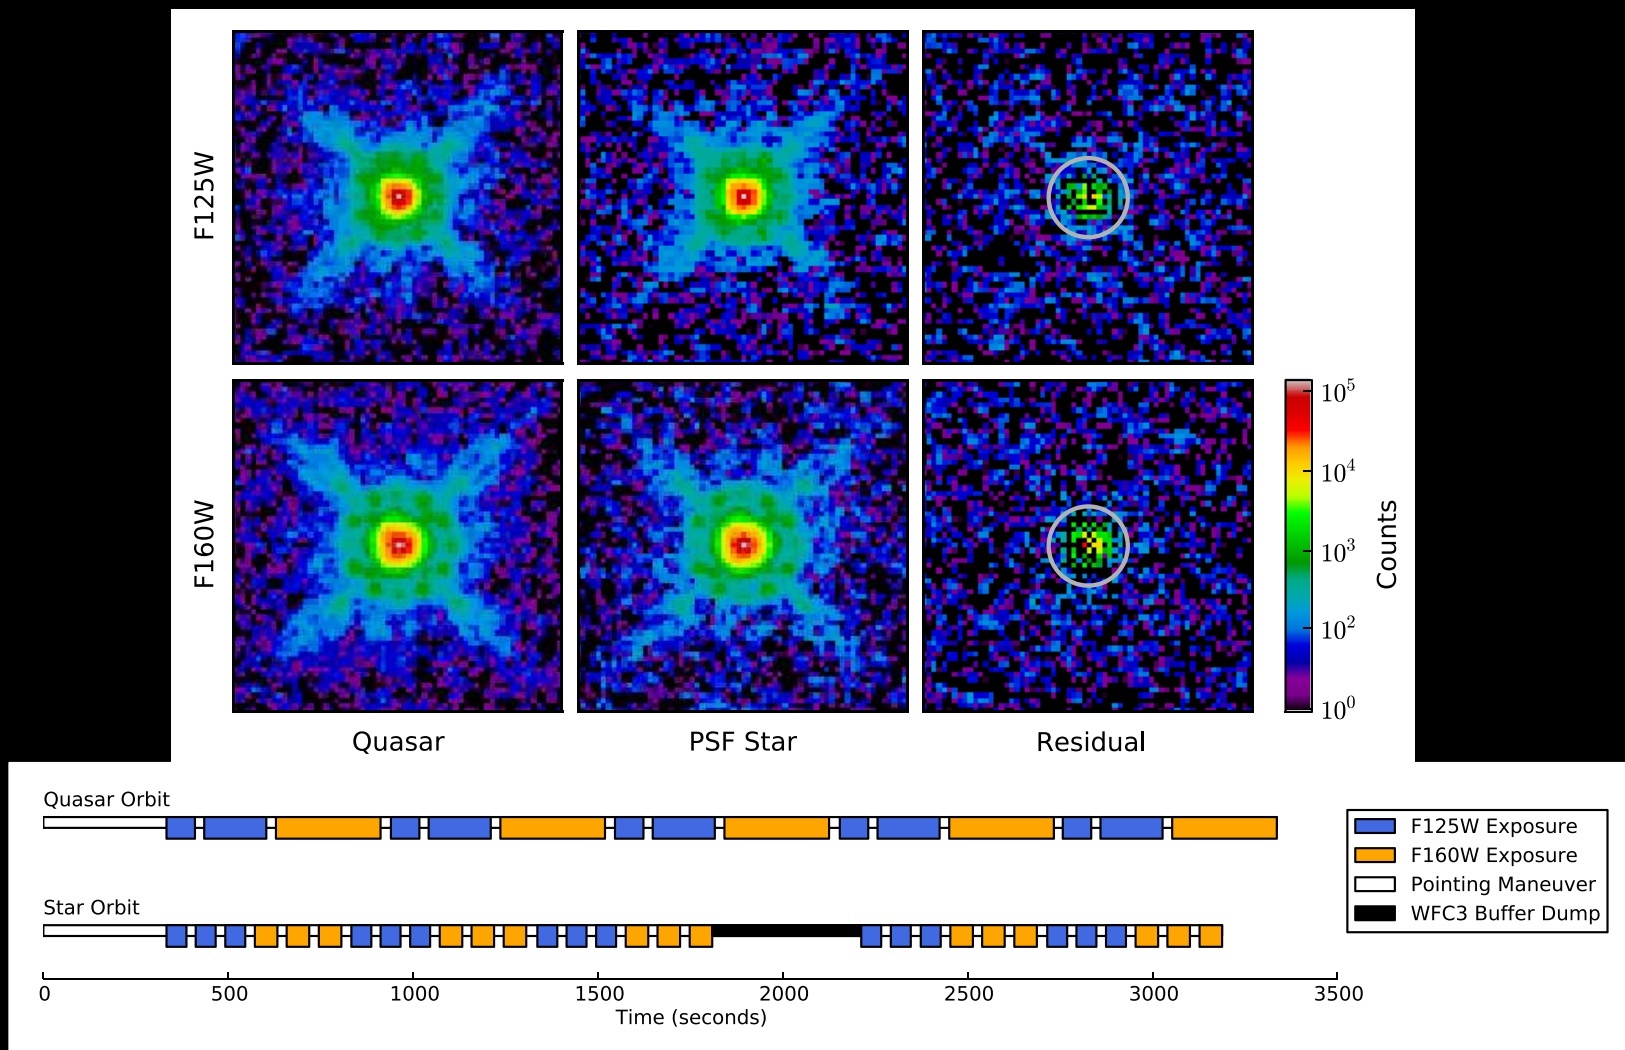 F125W
F160W
10^5
10^4
10^3
10^2
10^0
Counts
Quasar
PSF Star
Residual
Quasar Orbit
Star Orbit
F125W Exposure
F160W Exposure
Pointing Maneuver
WFC3 Buffer Dump
0 500 1000 1500 2000 2500 3000 3500
Time (seconds)